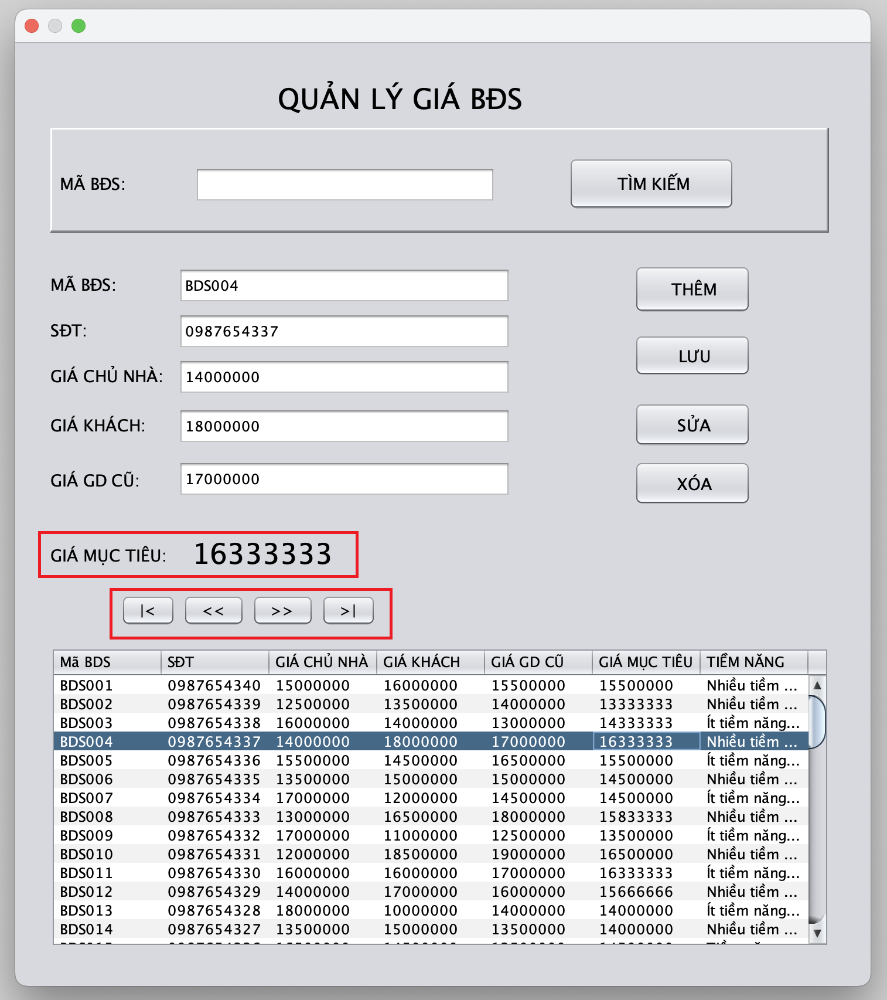 QUẢN LÝ GIÁ BĐS
MÃ BĐS:
TÌM KIẾM
MÃ BĐS: BDS004
THÊM
SĐT: 0987654337
LƯU
GIÁ CHỦ NHÀ: 14000000
GIÁ KHÁCH: 18000000
SỬA
GIÁ GD CŨ: 17000000
XÓA
GIÁ MỤC TIÊU: 16333333
|< << >> >|
Mã BDS SĐT GIÁ CHỦ NHÀ GIÁ KHÁCH GIÁ GD CŨ GIÁ MỤC TIÊU TIỀM NĂNG
BDS001 0987654340 15000000 16000000 15500000 15500000 Nhiều tiềm ...
BDS002 0987654339 12500000 13500000 14000000 13333333 Nhiều tiềm ...
BDS003 0987654338 16000000 14000000 13000000 14333333 Ít tiềm năng...
BDS004 0987654337 14000000 18000000 17000000 16333333 Nhiều tiềm ...
BDS005 0987654336 15500000 14500000 16500000 15500000 Ít tiềm năng...
BDS006 0987654335 13500000 15000000 15000000 14500000 Nhiều tiềm ...
BDS007 0987654334 17000000 12000000 14500000 14500000 Ít tiềm năng...
BDS008 0987654333 13000000 16500000 18000000 15833333 Nhiều tiềm ...
BDS009 0987654332 17000000 11000000 12500000 13500000 Ít tiềm năng...
BDS010 0987654331 12000000 18500000 19000000 16500000 Nhiều tiềm ...
BDS011 0987654330 16000000 16000000 17000000 16333333 Ít tiềm năng...
BDS012 0987654329 14000000 17000000 16000000 15666666 Nhiều tiềm ...
BDS013 0987654328 18000000 10000000 14000000 14000000 Ít tiềm năng...
BDS014 0987654327 13500000 15000000 13500000 14000000 Nhiều tiềm ...